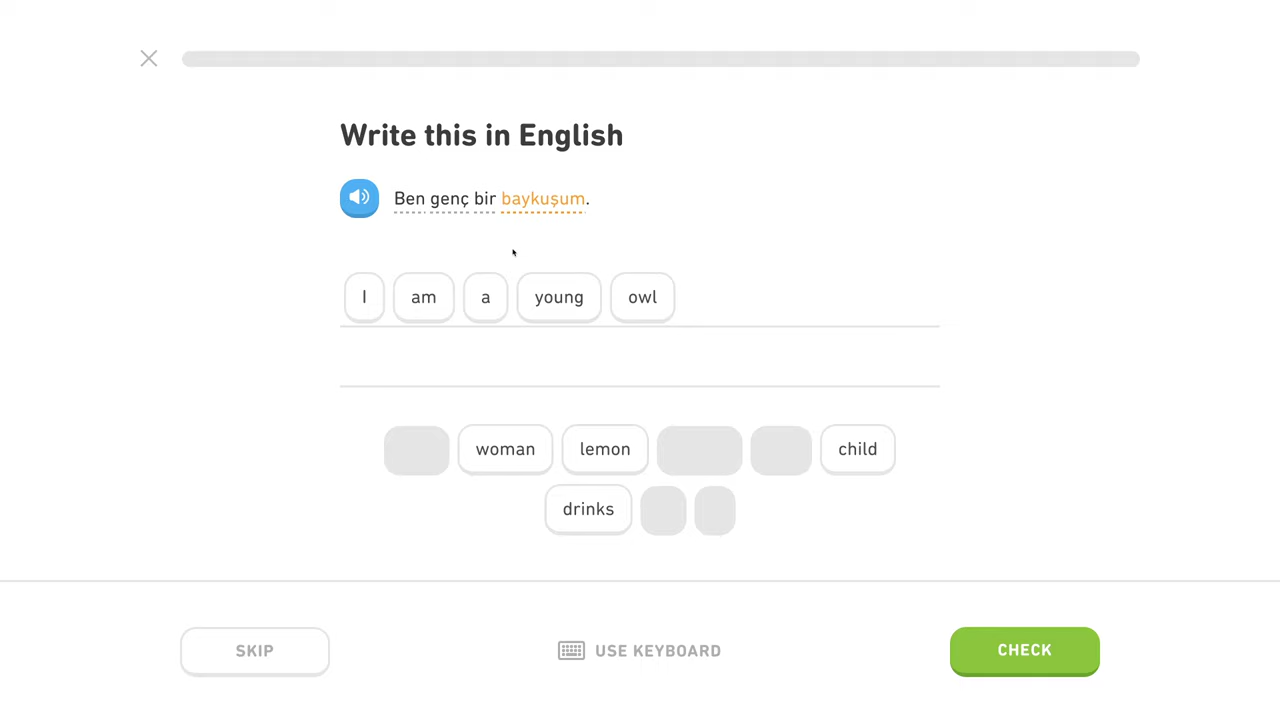 Write this in English
Ben genç bir baykuşum.
I am a young owl
woman lemon child
drinks
SKIP USE KEYBOARD CHECK